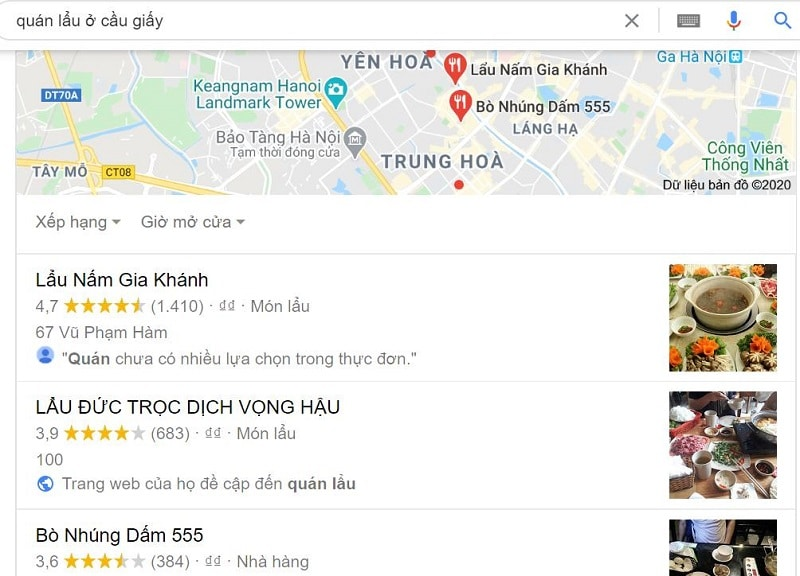 quán lẩu ở cầu giấy
YÊN HOÀ
Lẩu Nấm Gia Khánh
Ga Hà Nội
Keangnam Hanoi
Landmark Tower
ĐT70A
Bò Nhúng Dấm 555
LÁNG HẠ
Bảo Tàng Hà Nội
Tạm thời đóng cửa
TRUNG HOÀ
Công Viên
Thống Nhất
TÂY MỖ
CT08
Dữ liệu bản đồ ©2020
Xếp hạng Giờ mở cửa
Lẩu Nấm Gia Khánh
4,7 (1.410) · ₫₫ · Món lẩu
67 Vũ Phạm Hàm
"Quán chưa có nhiều lựa chọn trong thực đơn."
LẨU ĐỨC TRỌC DỊCH VỌNG HẬU
3,9 (683) · ₫₫ · Món lẩu
100
Trang web của họ đề cập đến quán lẩu
Bò Nhúng Dấm 555
3,6 (384) · ₫₫ · Nhà hàng